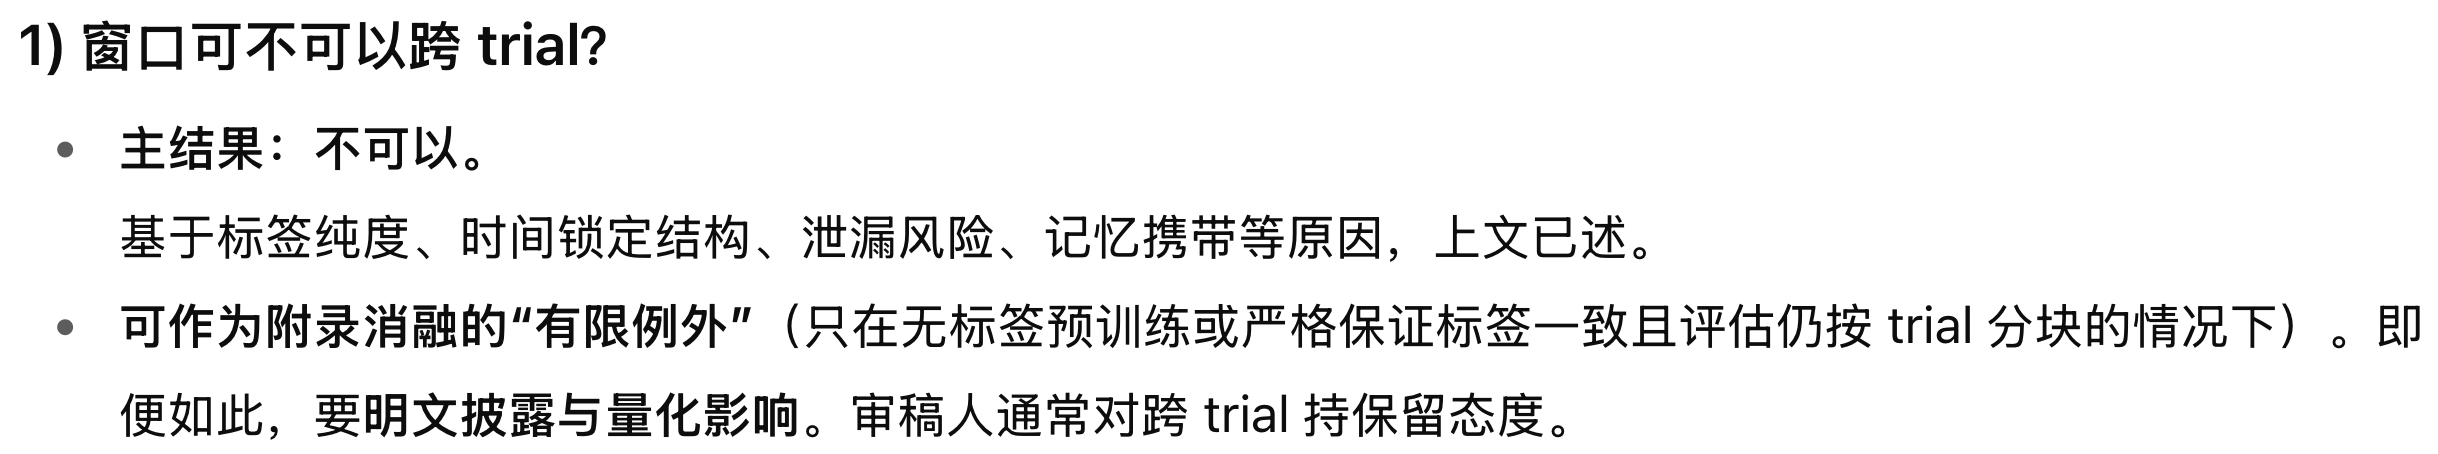 1) 窗口可不可以跨 trial?
• 主结果：不可以。
基于标签纯度、时间锁定结构、泄漏风险、记忆携带等原因，上文已述。
• 可作为附录消融的“有限例外”（只在无标签预训练或严格保证标签一致且评估仍按 trial 分块的情况下）。即
便如此，要明文披露与量化影响。审稿人通常对跨 trial 持保留态度。